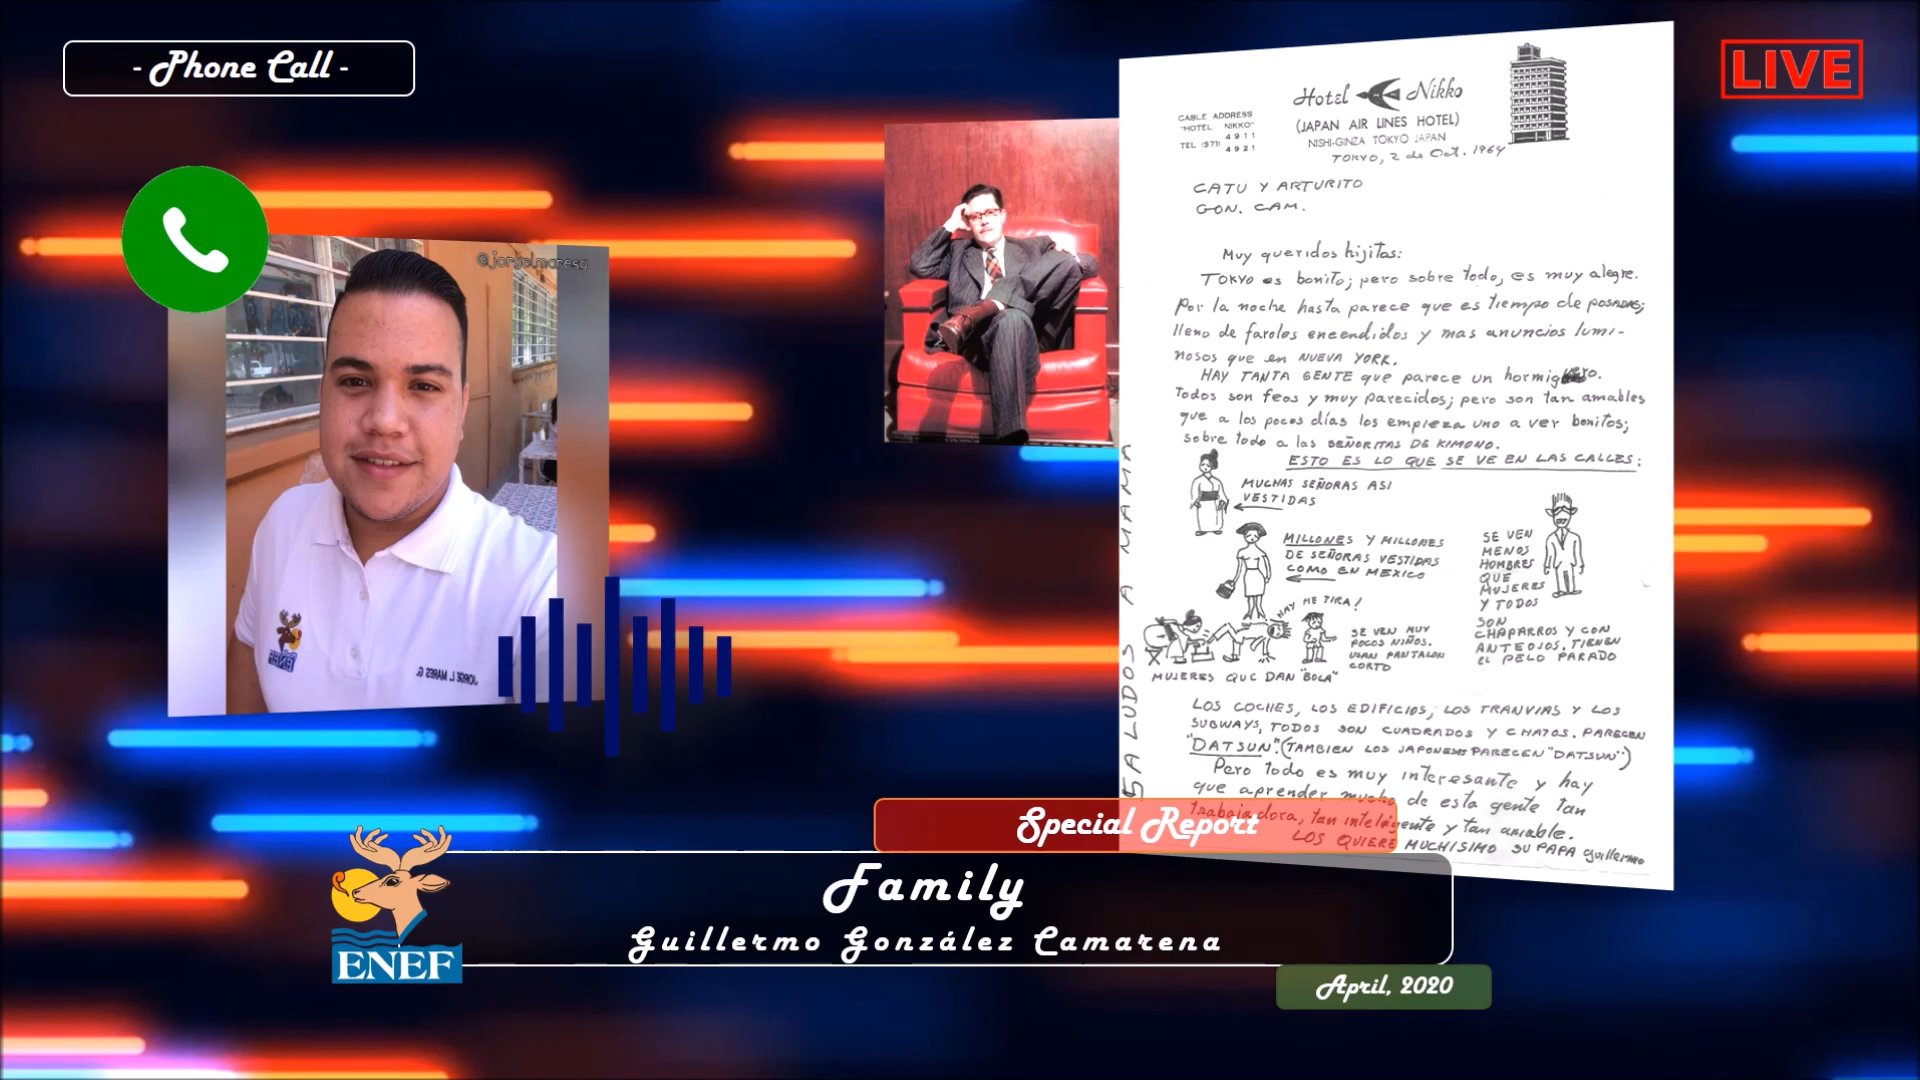 - Phone Call -
LIVE
@jorgelmaresg
ENEF
JORGE L. MARES G.
Hotel Nikko
CABLE ADDRESS
"HOTEL NIKKO"
4911
TEL (571) 4921
(JAPAN AIR LINES HOTEL)
NISHI-GINZA TOKYO JAPAN
TOKYO, 2 de Oct. 1964
CATU Y ARTURITO
GON. CAM.
Muy queridos hijitos:
TOKYO es bonito; pero sobre todo, es muy alegre.
Por la noche hasta parece que es tiempo de POSADAS;
lleno de faroles encendidos y mas anuncios lumi-
nosos que en NUEVA YORK.
HAY TANTA GENTE que parece un hormiguero.
Todos son feos y muy parecidos; pero son tan amables
que a los pocos días los empieza uno a ver bonitos;
sobre todo a las SEÑORITAS DE KIMONO.
ESTO ES LO QUE SE VE EN LAS CALLES:
MUCHAS SEÑORAS ASI
VESTIDAS
MILLONES Y MILLONES
DE SEÑORAS VESTIDAS
COMO EN MEXICO
SE VEN
MENOS
HOMBRES
QUE
MUJERES
Y TODOS
SON
CHAPARROS Y CON
ANTEOJOS. TIENEN
EL PELO PARADO
HAY ME TIRA!
SE VEN MUY
POCOS NIÑOS.
USAN PANTALON
CORTO
MUJERES QUE DAN "BOLA"
LOS COCHES, LOS EDIFICIOS, LOS TRANVIAS Y LOS
SUBWAYS, TODOS SON CUADRADOS Y CHATOS. PARECEN
"DATSUN". (TAMBIEN LOS JAPONESES PARECEN "DATSUN")
Pero todo es muy interesante y hay
que aprender mucho de esta gente tan
trabajadora, tan inteligente y tan amable.
LOS QUIERE MUCHISIMO SU PAPA Guillermo
SALUDOS A MAMA
Special Report
Family
Guillermo González Camarena
ENEF
April, 2020